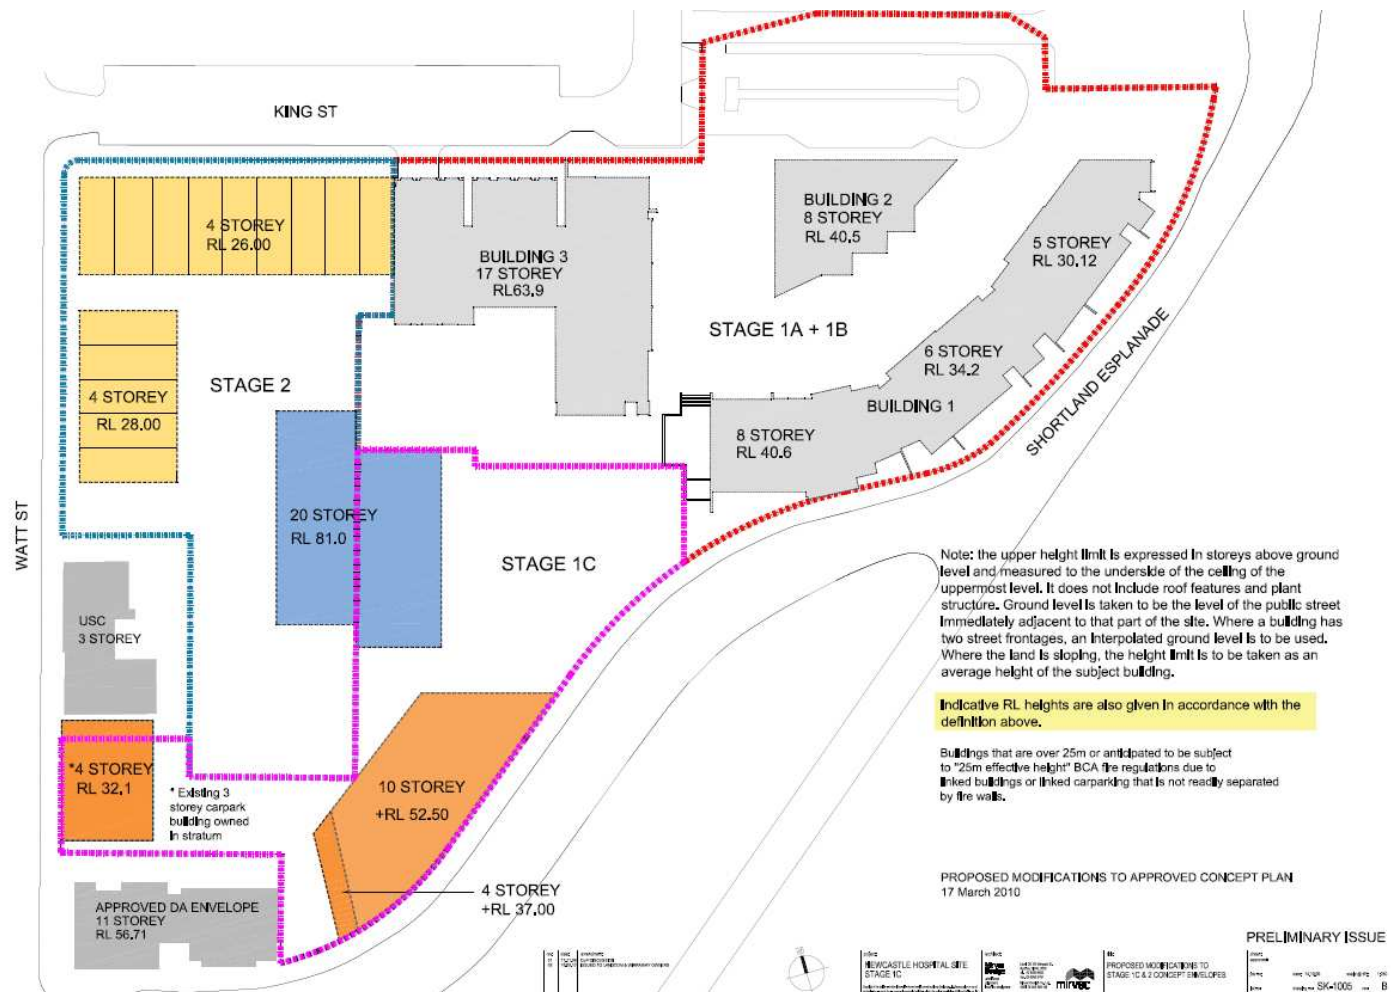 KING ST
4 STOREY
RL 26.00
BUILDING 3
17 STOREY
RL63.9
BUILDING 2
8 STOREY
RL 40.5
5 STOREY
RL 30.12
STAGE 1A + 1B
6 STOREY
RL 34.2
SHORTLAND ESPLANADE
BUILDING 1
8 STOREY
RL 40.6
STAGE 2
4 STOREY
RL 28.00
WATT ST
20 STOREY
RL 81.0
STAGE 1C
USC
3 STOREY
*4 STOREY
RL 32.1
* Existing 3
storey carpark
building owned
in stratum
10 STOREY
+RL 52.50
4 STOREY
+RL 37.00
APPROVED DA ENVELOPE
11 STOREY
RL 56.71
Note: the upper height limit is expressed in storeys above ground
level and measured to the underside of the ceiling of the
uppermost level. It does not include roof features and plant
structure. Ground level is taken to be the level of the public street
immediately adjacent to that part of the site. Where a building has
two street frontages, an interpolated ground level is to be used.
Where the land is sloping, the height limit is to be taken as an
average height of the subject building.
Indicative RL heights are also given in accordance with the
definition above.
Buildings that are over 25m or anticipated to be subject
to "25m effective height" BCA fire regulations due to
linked buildings or linked carparking that is not readily separated
by fire walls.
PROPOSED MODIFICATIONS TO APPROVED CONCEPT PLAN
17 March 2010
PRELIMINARY ISSUE
NEWCASTLE HOSPITAL SITE
STAGE 1C
Mirvac
Design
mirvac
PROPOSED MODIFICATIONS TO
STAGE 1C & 2 CONCEPT ENVELOPES
SK-1005
B